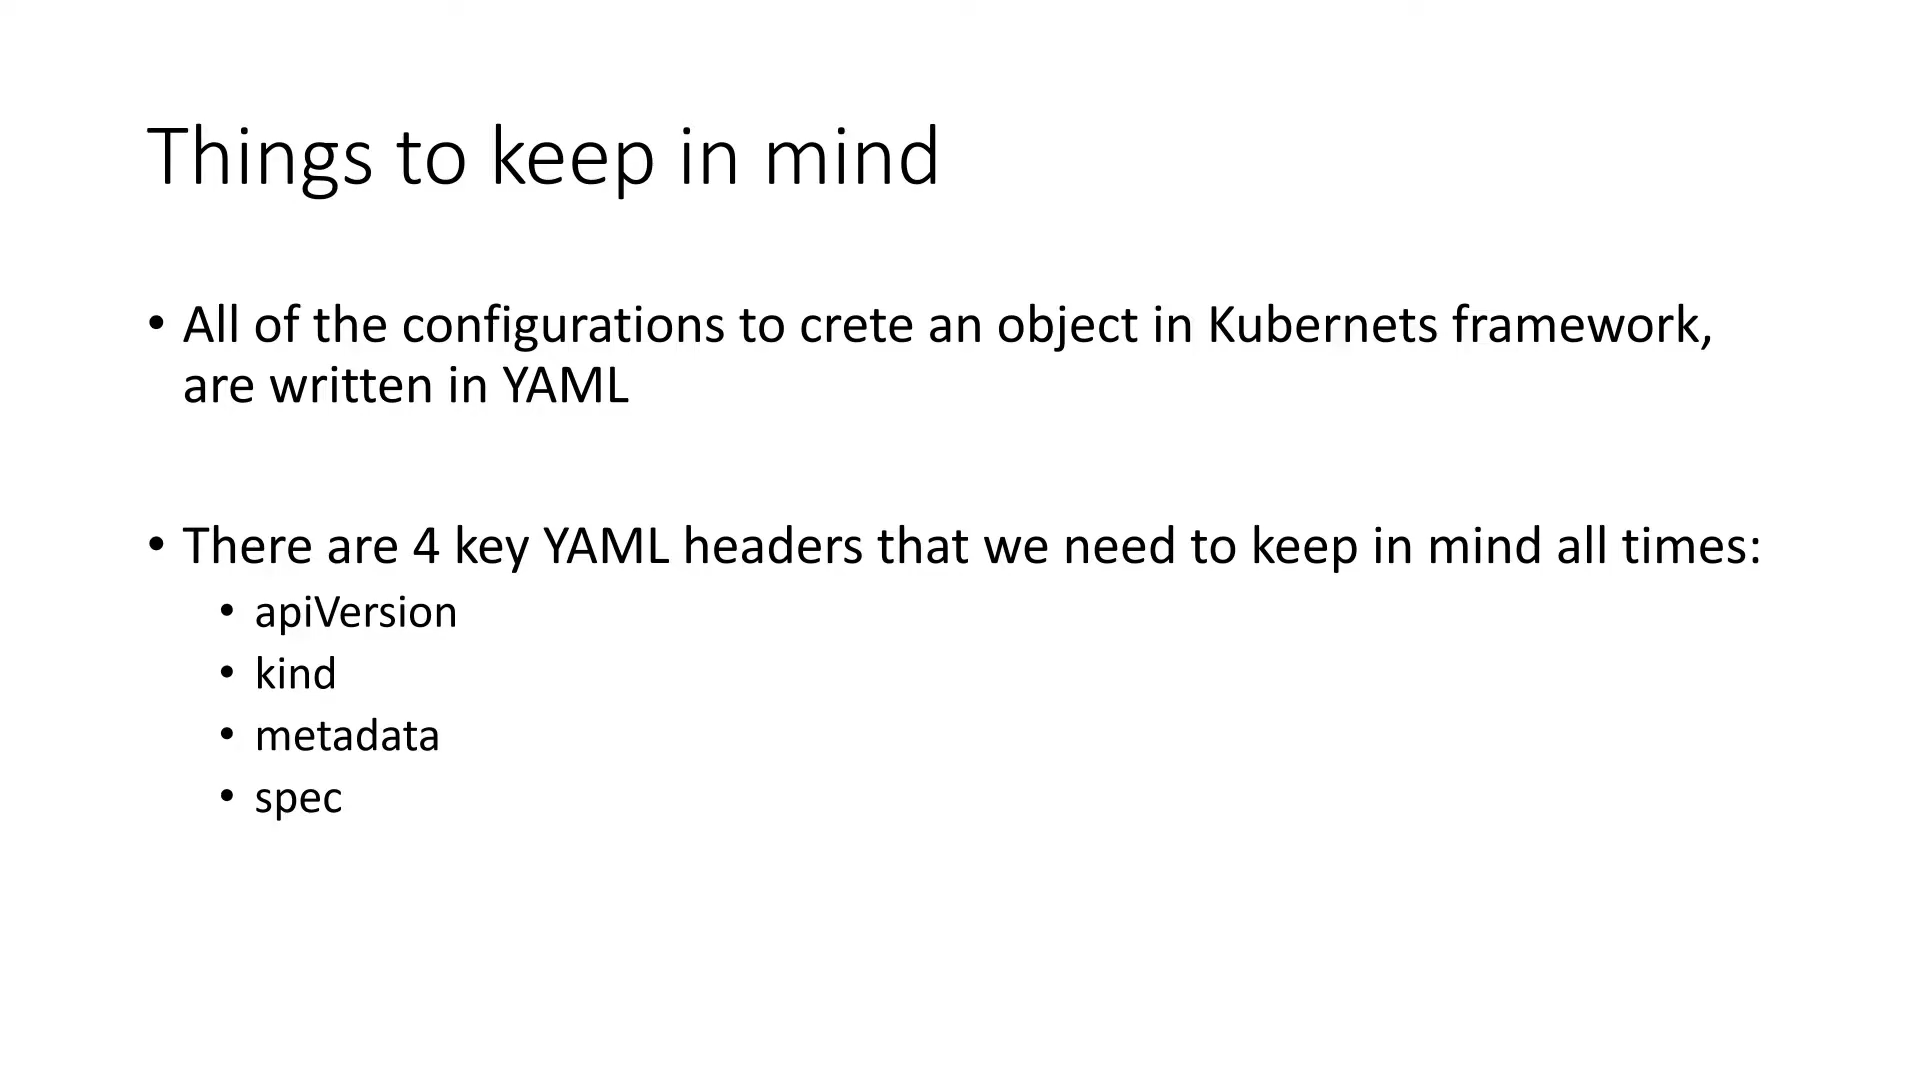 Things to keep in mind
• All of the configurations to crete an object in Kubernets framework,
are written in YAML
• There are 4 key YAML headers that we need to keep in mind all times:
• apiVersion
• kind
• metadata
• spec